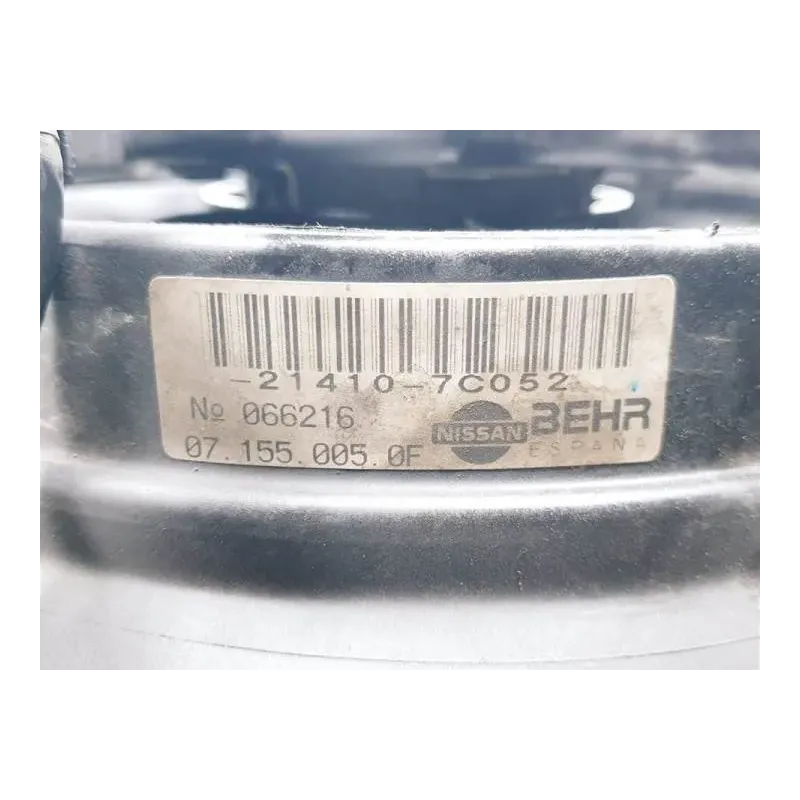 -21410-7C052
No 066216
07.155.005.0F
NISSAN
BEHR
ESPAÑA